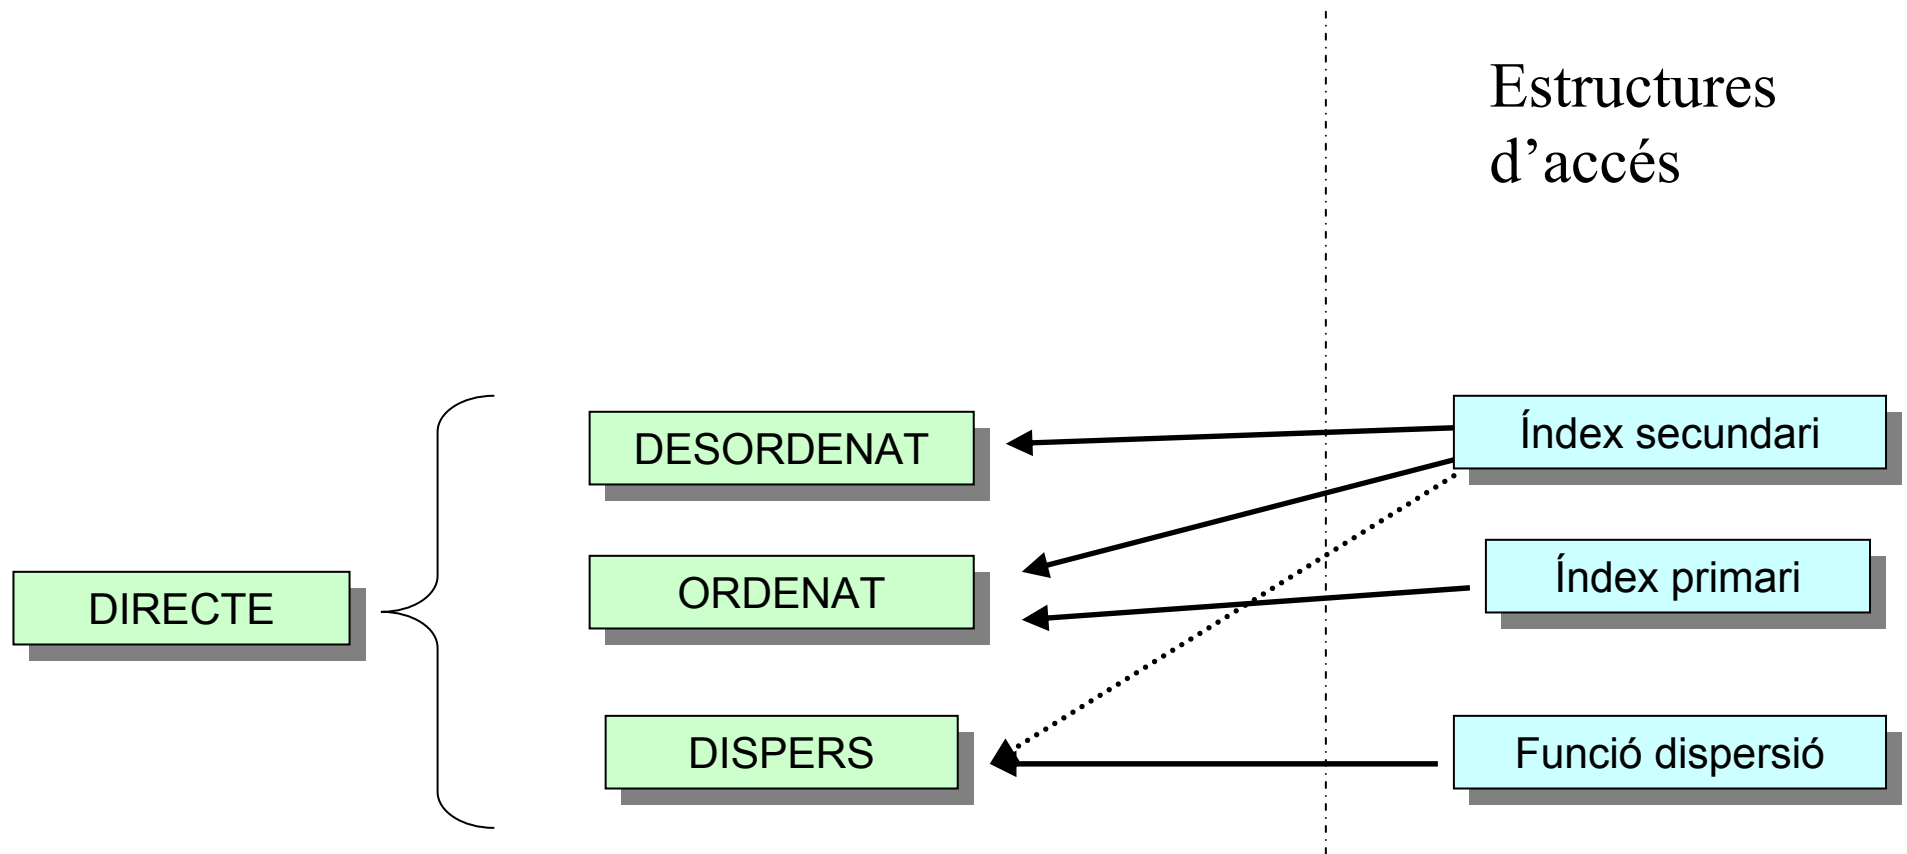 Estructures
d’accés
DESORDENAT
Índex secundari
ORDENAT
Índex primari
DIRECTE
DISPERS
Funció dispersió